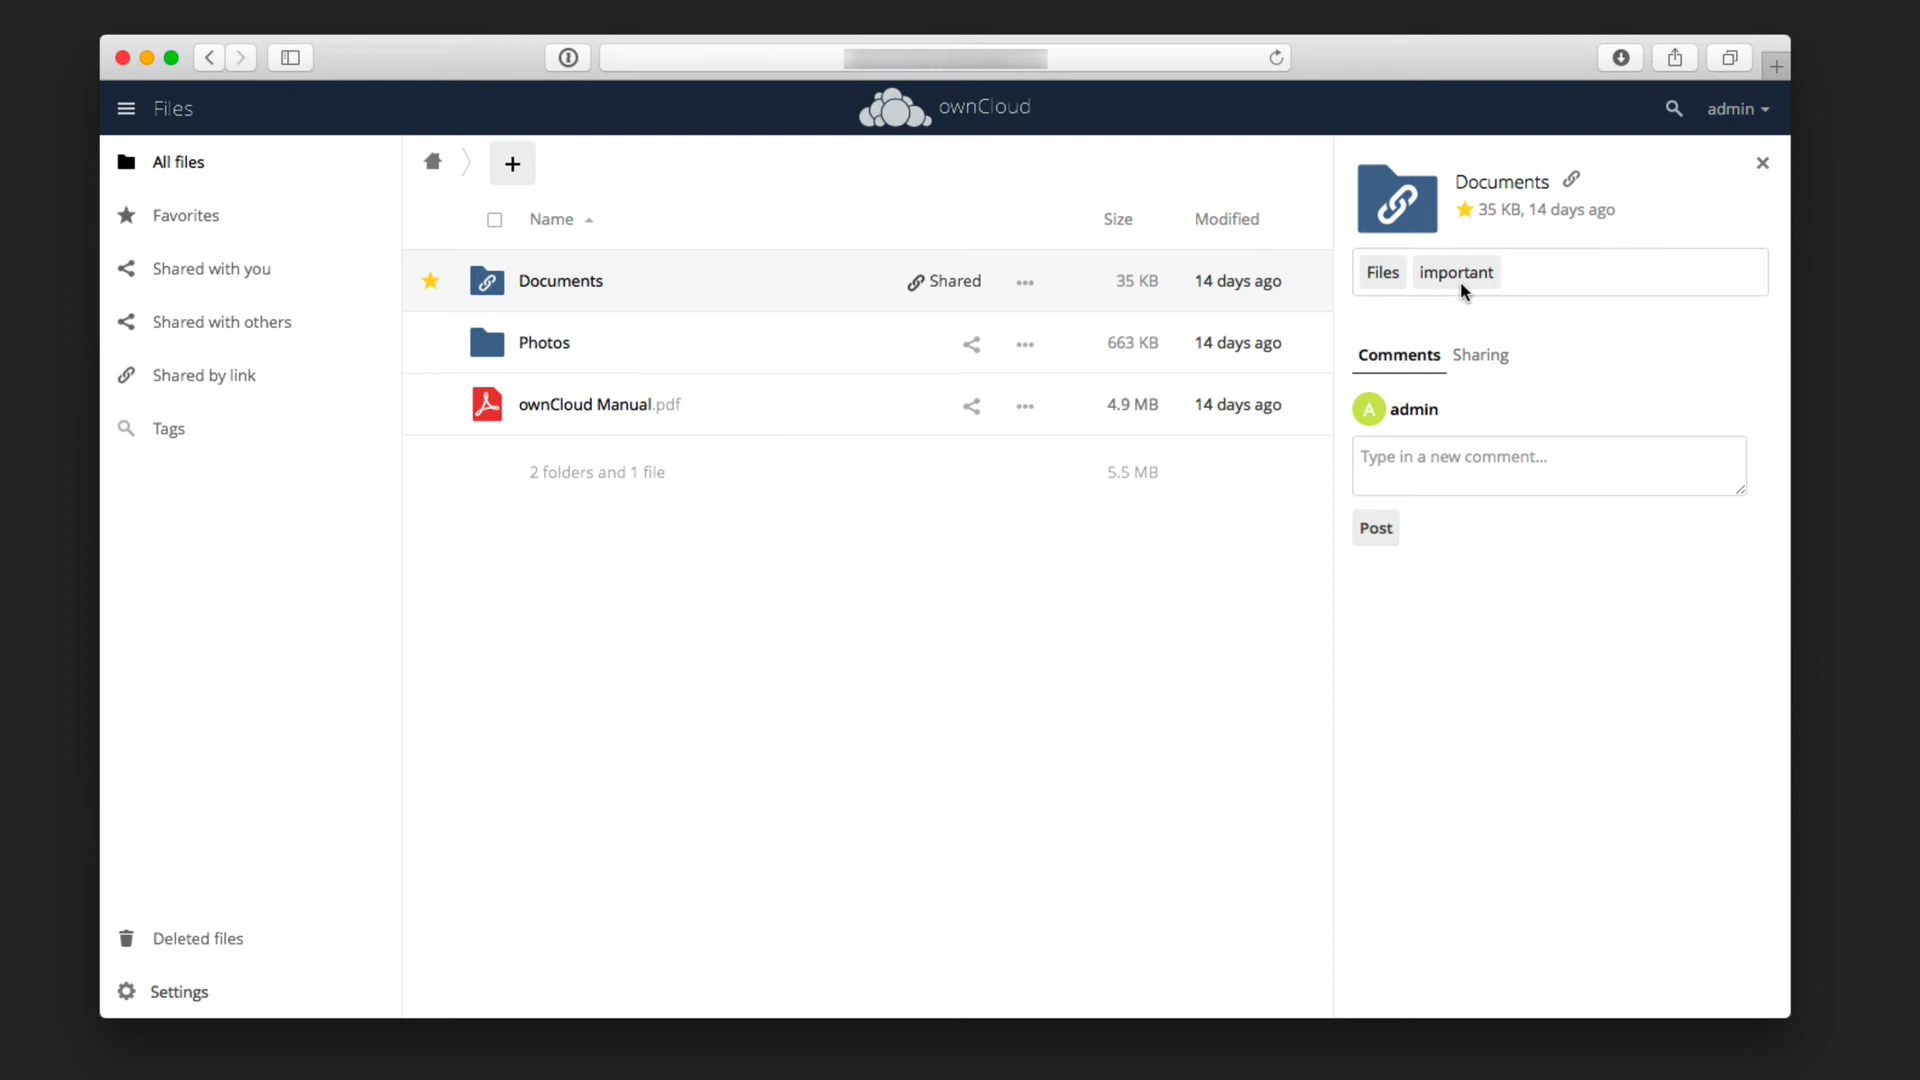 Files
ownCloud
admin
All files
Favorites
Shared with you
Shared with others
Shared by link
Tags
Deleted files
Settings
+
Name Size Modified
Documents Shared ••• 35 KB 14 days ago
Photos ••• 663 KB 14 days ago
ownCloud Manual.pdf ••• 4.9 MB 14 days ago
2 folders and 1 file 5.5 MB
Documents
35 KB, 14 days ago
Files important
Comments Sharing
A admin
Type in a new comment...
Post